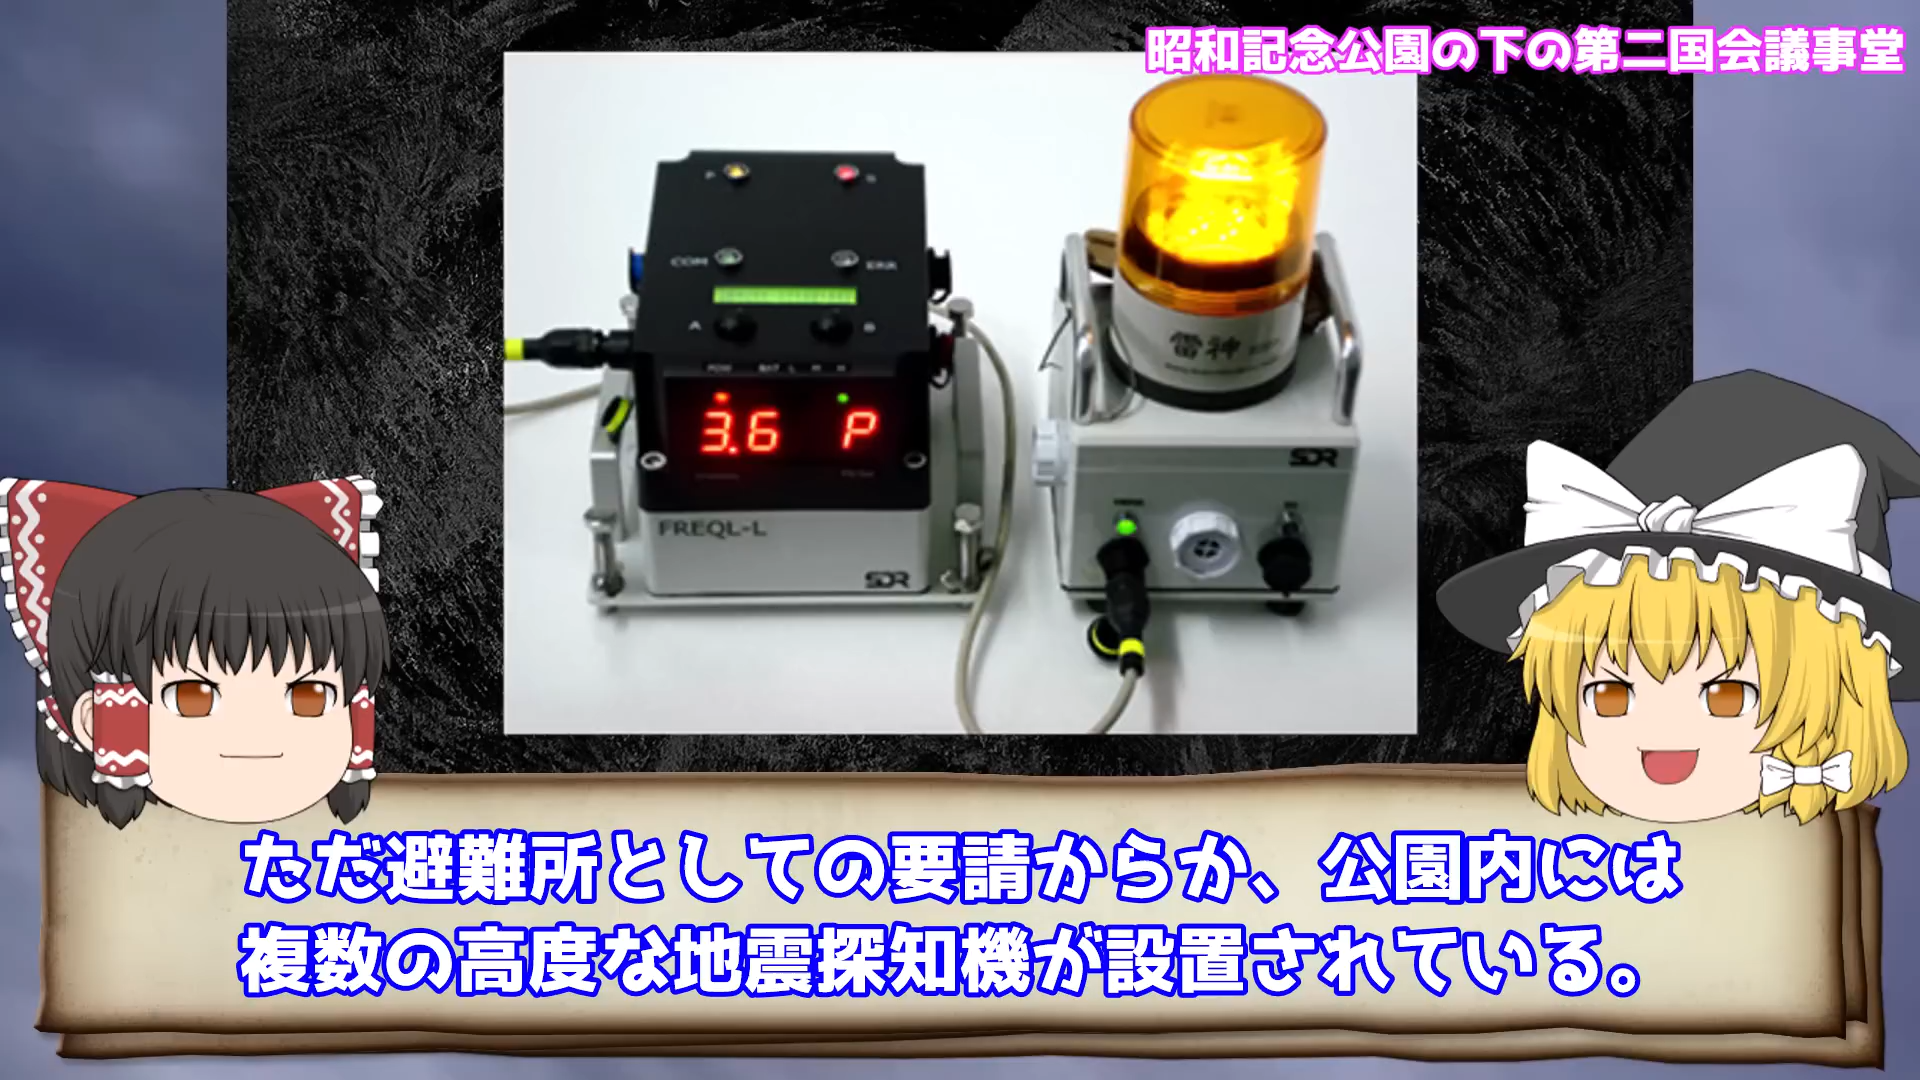 昭和記念公園の下の第二国会議事堂
COM
ERR
A
B
3.6 P
FREQL-L
SDR
雷神
SDR
ただ避難所としての要請からか、公園内には
複数の高度な地震探知機が設置されている。